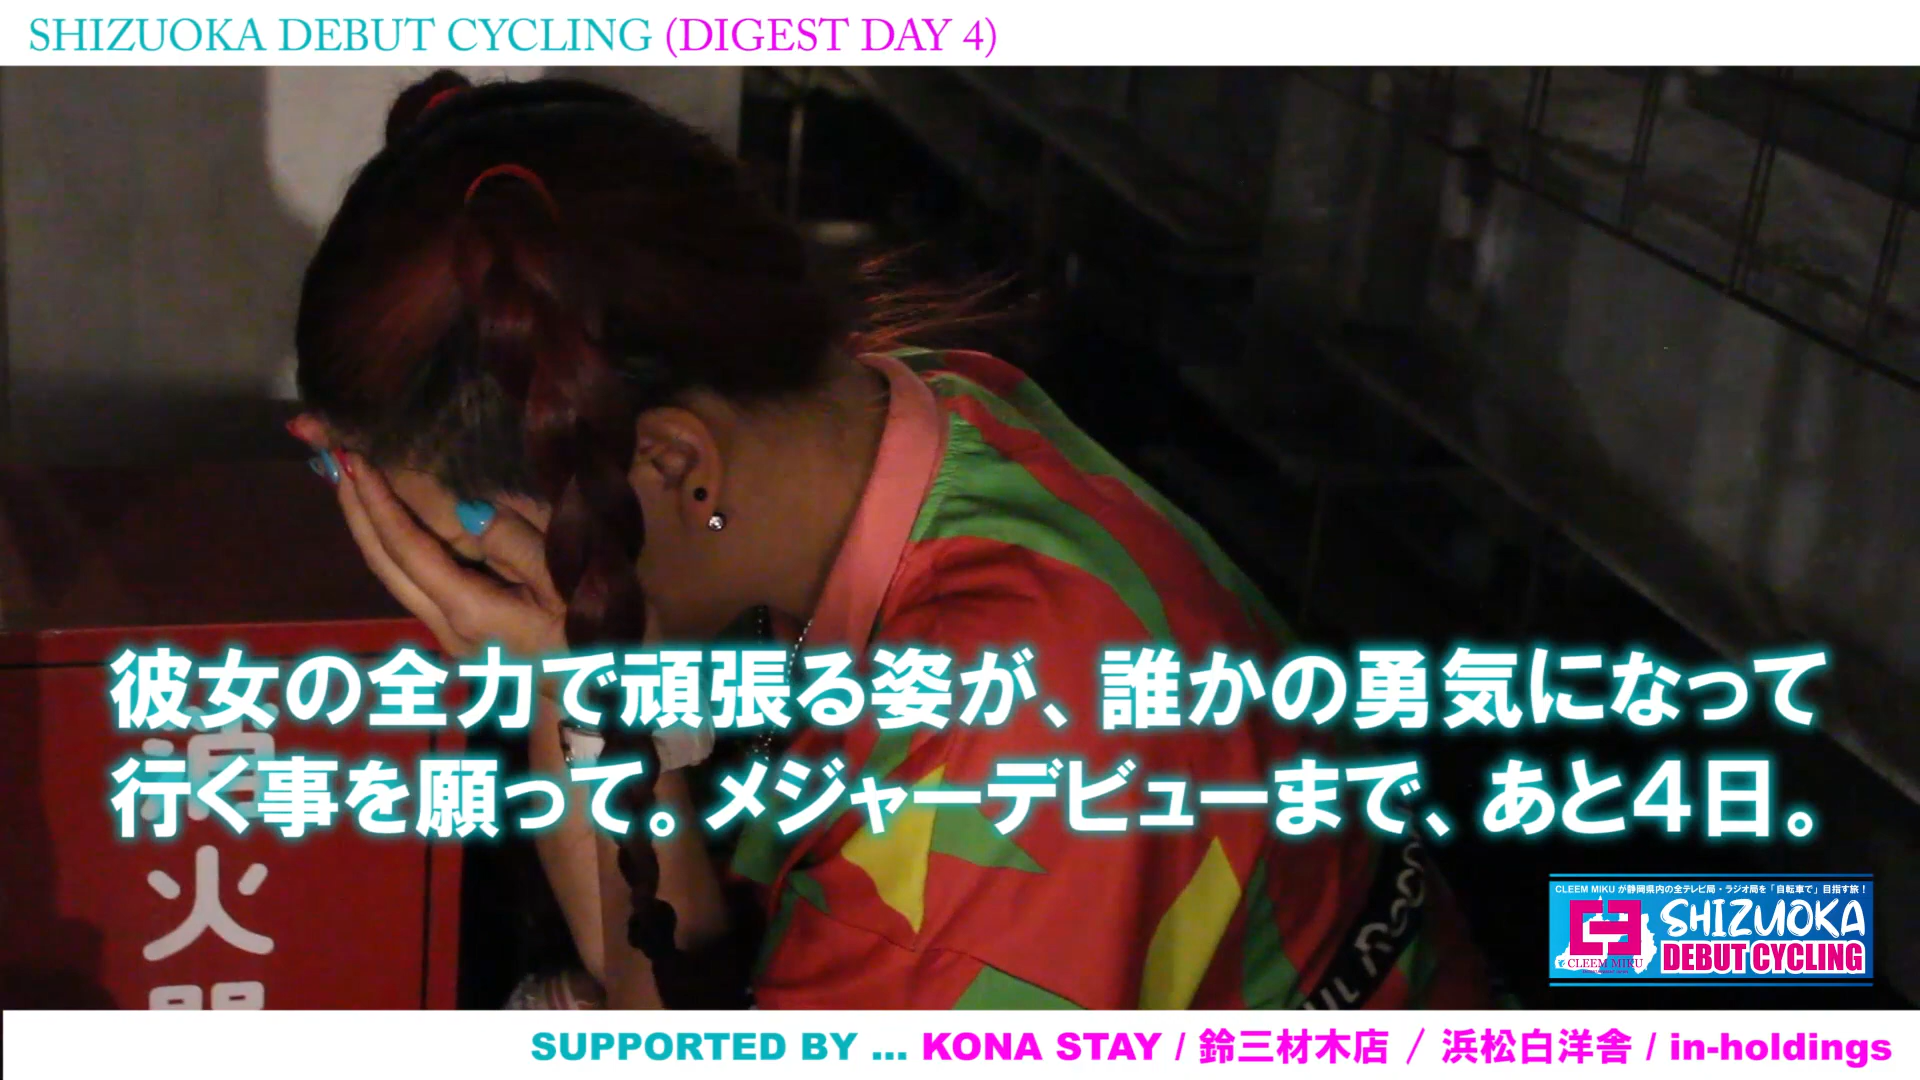 SHIZUOKA DEBUT CYCLING (DIGEST DAY 4)
彼女の全力で頑張る姿が、誰かの勇気になって
行く事を願って。メジャーデビューまで、あと4日。
消
火
CLEEM MIKU が静岡県内の全テレビ局・ラジオ局を「自転車で」目指す旅！
SHIZUOKA
DEBUT CYCLING
CLEEM MIKU
SUPPORTED BY ... KONA STAY / 鈴三材木店 / 浜松白洋舎 / in-holdings